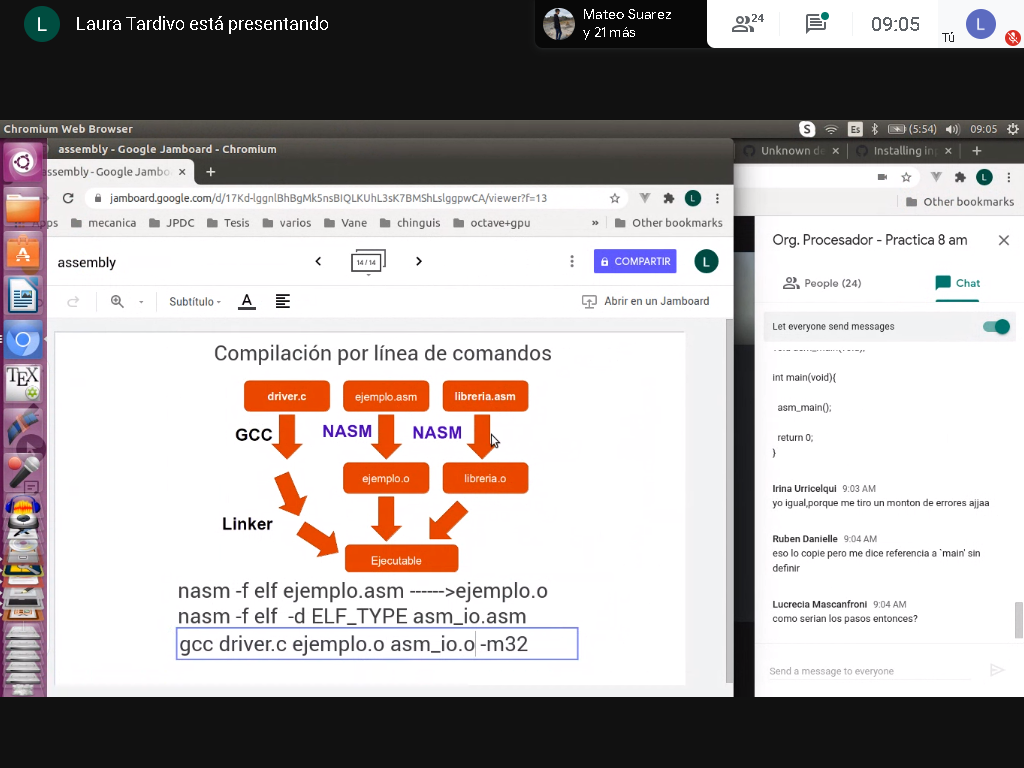 L
Laura Tardivo está presentando
Mateo Suarez
y 21 más
24
09:05
Tú
L
Chromium Web Browser
S
Es
(5:54)
09:05
assembly - Google Jamboard - Chromium
assembly - Google Jambo
Installing in
jamboard.google.com/d/
/viewer?f=13
L
L
Apps
mecanica
JPDC
Tesis
varios
Vane
chinguis
octave+gpu
»
Other bookmarks
Other bookmarks
assembly
14 / 14
COMPARTIR
L
Subtítulo
A
Abrir en un Jamboard
TEX
Compilación por línea de comandos
driver.c
ejemplo.asm
libreria.asm
GCC
NASM
NASM
ejemplo.o
libreria.o
Linker
Ejecutable
nasm -f elf ejemplo.asm ------>ejemplo.o
nasm -f elf -d ELF_TYPE asm_io.asm
gcc driver.c ejemplo.o asm_io.o -m32
Org. Procesador - Practica 8 am
People (24)
Chat
Let everyone send messages
int main(void){
asm_main();
return 0;
}
Irina Urricelqui 9:03 AM
yo igual,porque me tiro un monton de errores ajjaa
Ruben Danielle 9:04 AM
eso lo copie pero me dice referencia a `main' sin
definir
Lucrecia Mascanfroni 9:04 AM
como serian los pasos entonces?
Send a message to everyone